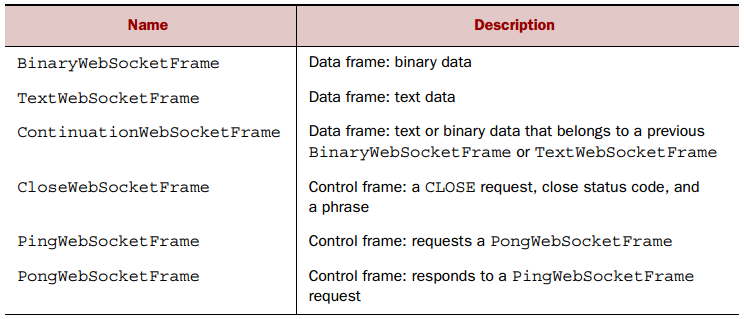 Name Description
BinaryWebSocketFrame Data frame: binary data
TextWebSocketFrame Data frame: text data
ContinuationWebSocketFrame Data frame: text or binary data that belongs to a previous
BinaryWebSocketFrame or TextWebSocketFrame
CloseWebSocketFrame Control frame: a CLOSE request, close status code, and
a phrase
PingWebSocketFrame Control frame: requests a PongWebSocketFrame
PongWebSocketFrame Control frame: responds to a PingWebSocketFrame
request